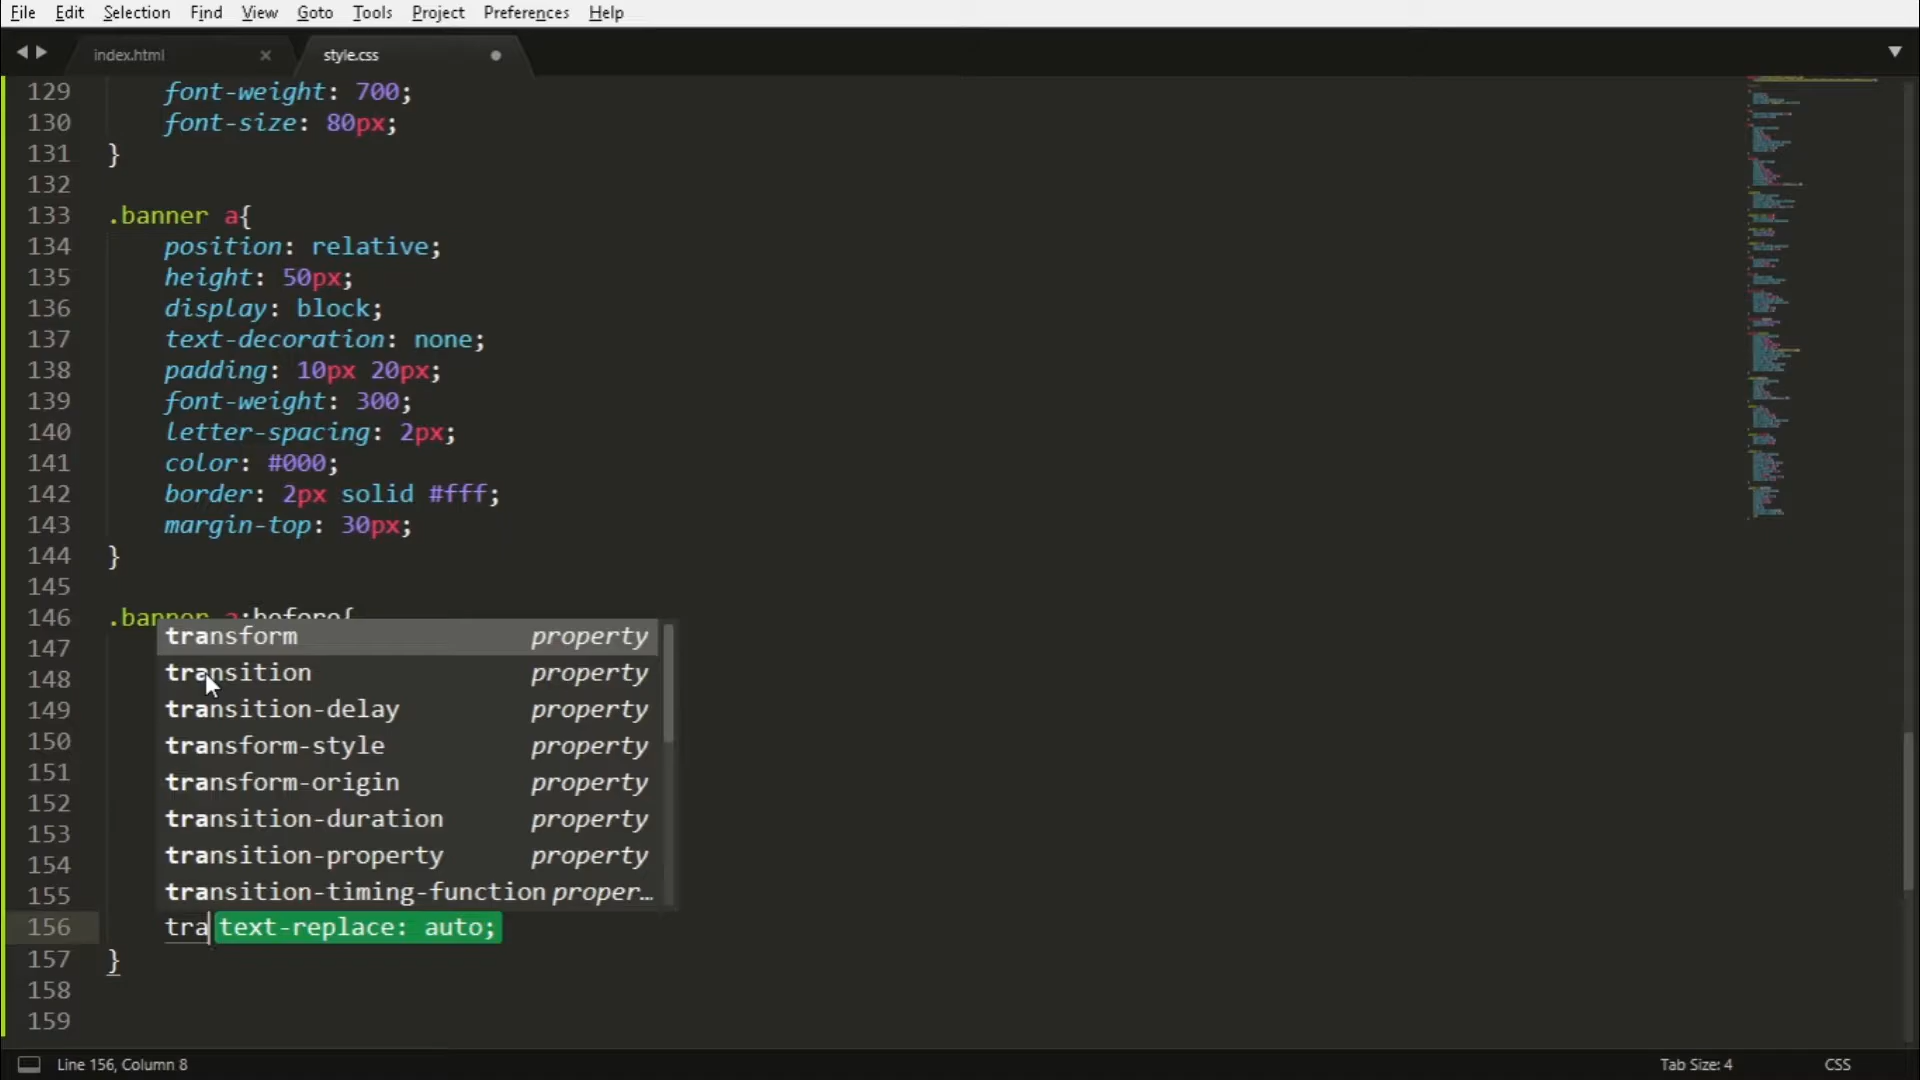 File Edit Selection Find View Goto Tools Project Preferences Help
index.html × style.css
129 font-weight: 700;
130 font-size: 80px;
131 }
132
133 .banner a{
134 position: relative;
135 height: 50px;
136 display: block;
137 text-decoration: none;
138 padding: 10px 20px;
139 font-weight: 300;
140 letter-spacing: 2px;
141 color: #000;
142 border: 2px solid #fff;
143 margin-top: 30px;
144 }
145
146 .banner a:before{
147 transform property
148 transition property
149 transition-delay property
150 transform-style property
151 transform-origin property
152 transition-duration property
153
154 transition-property property
155 transition-timing-function proper…
156 tra text-replace: auto;
157 }
158
159
Line 156, Column 8 Tab Size: 4 CSS